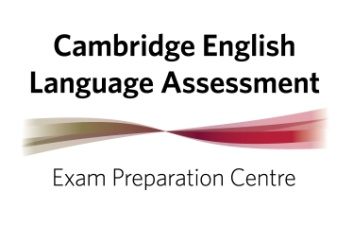 Cambridge English
Language Assessment
Exam Preparation Centre